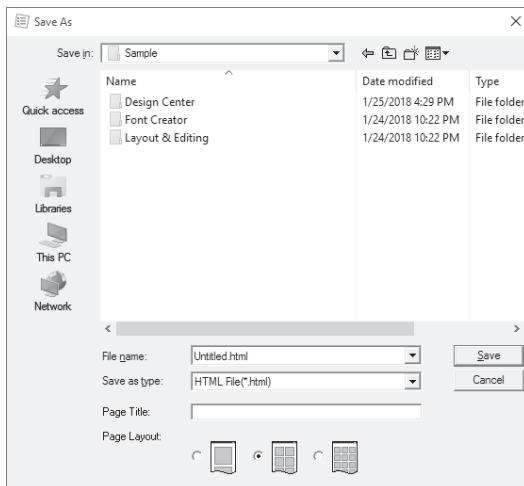 Save As
Save in: Sample
Name Date modified Type
Design Center 1/25/2018 4:29 PM File folder
Font Creator 1/24/2018 10:22 PM File folder
Layout & Editing 1/24/2018 10:22 PM File folder
Quick access
Desktop
Libraries
This PC
Network
File name: Untitled.html Save
Save as type: HTML File(*.html) Cancel
Page Title:
Page Layout: